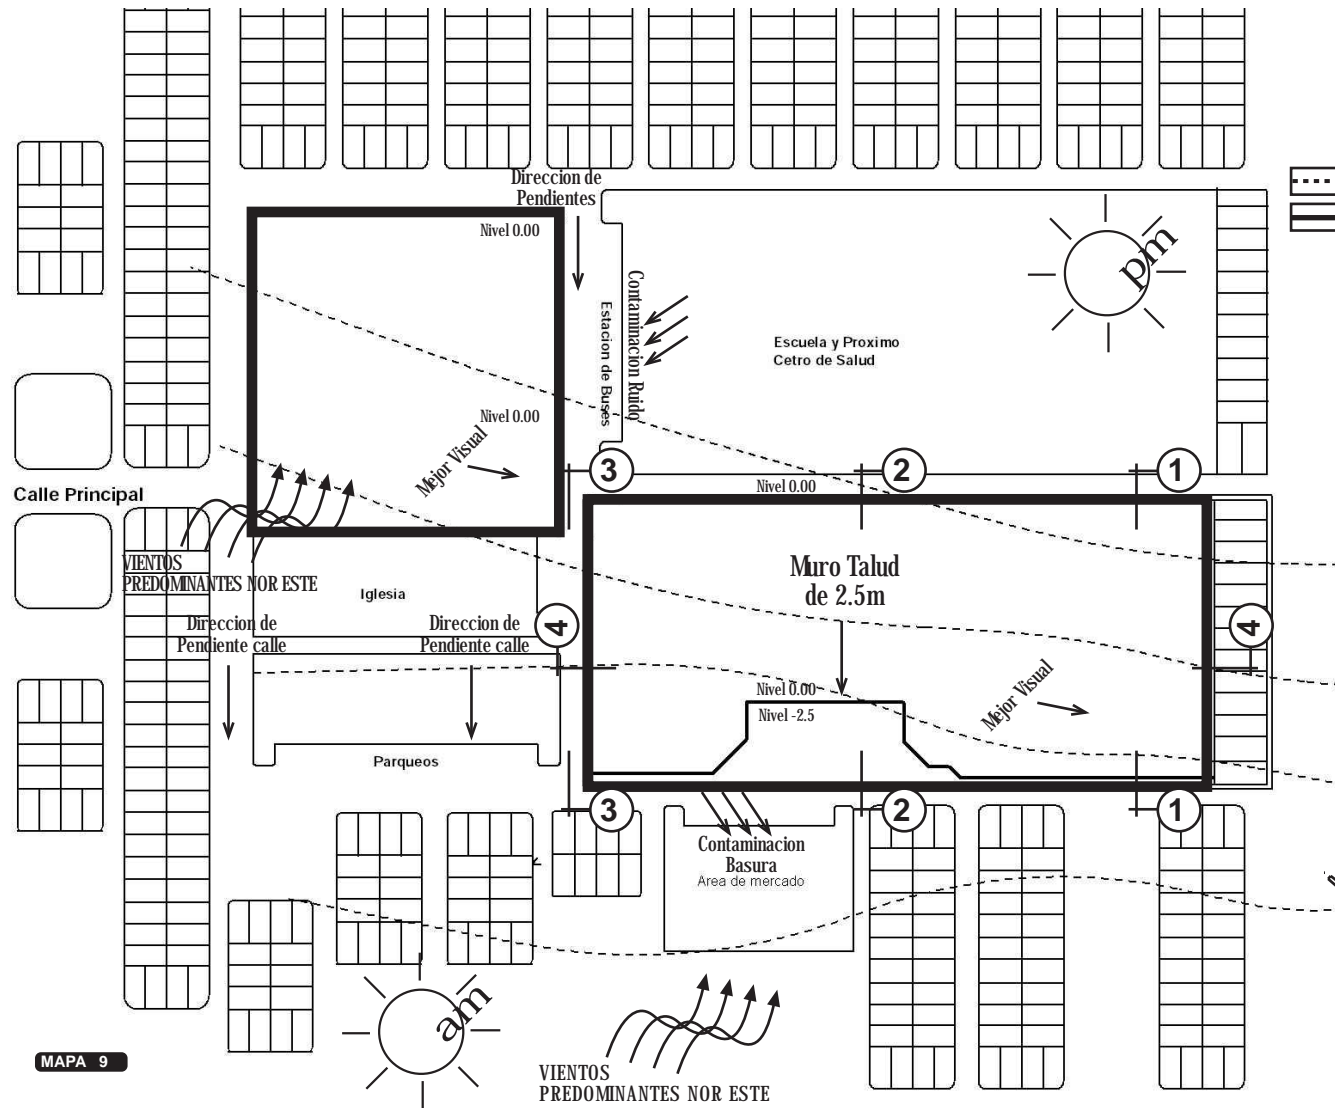 Direccion de
Pendientes
Nivel 0.00
pm
Contaminacion Ruido
Estacion de Buses
Escuela y Proximo
Cetro de Salud
Nivel 0.00
Mejor Visual
3
2
1
Calle Principal
Nivel 0.00
VIENTOS
PREDOMINANTES NOR ESTE
Muro Talud
de 2.5m
Iglesia
Direccion de
Pendiente calle
Direccion de
Pendiente calle
4
4
Nivel 0.00
Nivel -2.5
Mejor Visual
Parqueos
3
2
1
Contaminacion
Basura
Area de mercado
am
MAPA 9
VIENTOS
PREDOMINANTES NOR ESTE